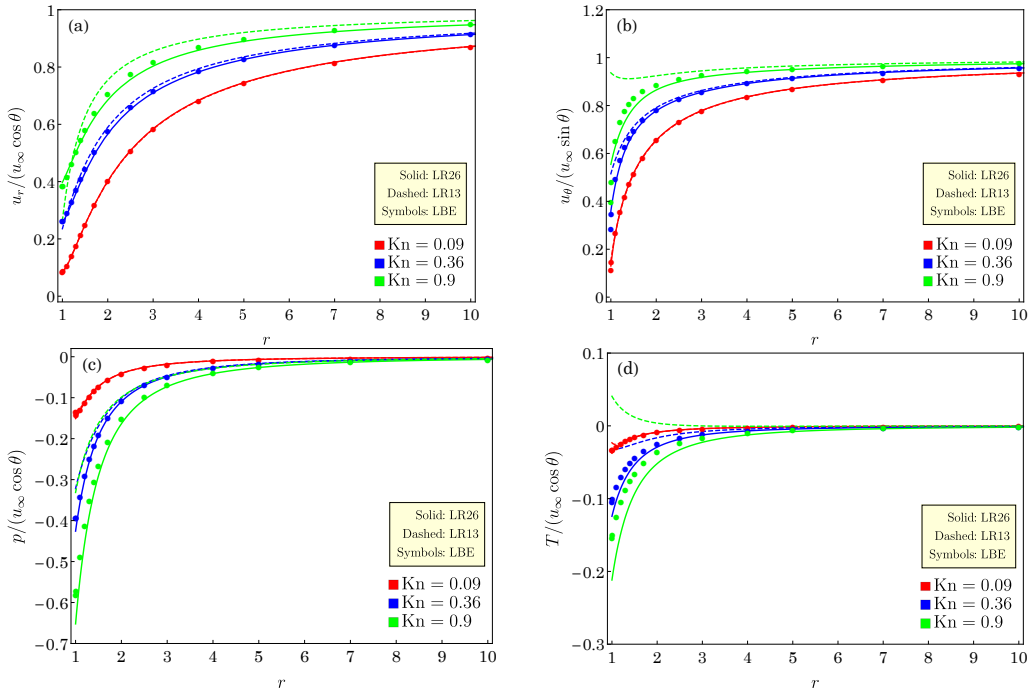 (a)
1
0.8
0.6
0.4
0.2
0
u_r/(u_∞ cos θ)
1 2 3 4 5 6 7 8 9 10
r
Solid: LR26
Dashed: LR13
Symbols: LBE
Kn = 0.09
Kn = 0.36
Kn = 0.9
(b)
1.2
1.0
0.8
0.6
0.4
0.2
0
u_θ/(u_∞ sin θ)
1 2 3 4 5 6 7 8 9 10
r
Solid: LR26
Dashed: LR13
Symbols: LBE
Kn = 0.09
Kn = 0.36
Kn = 0.9
(c)
0
−0.1
−0.2
−0.3
−0.4
−0.5
−0.6
−0.7
p/(u_∞ cos θ)
1 2 3 4 5 6 7 8 9 10
r
Solid: LR26
Dashed: LR13
Symbols: LBE
Kn = 0.09
Kn = 0.36
Kn = 0.9
(d)
0.1
0
−0.1
−0.2
−0.3
T/(u_∞ cos θ)
1 2 3 4 5 6 7 8 9 10
r
Solid: LR26
Dashed: LR13
Symbols: LBE
Kn = 0.09
Kn = 0.36
Kn = 0.9